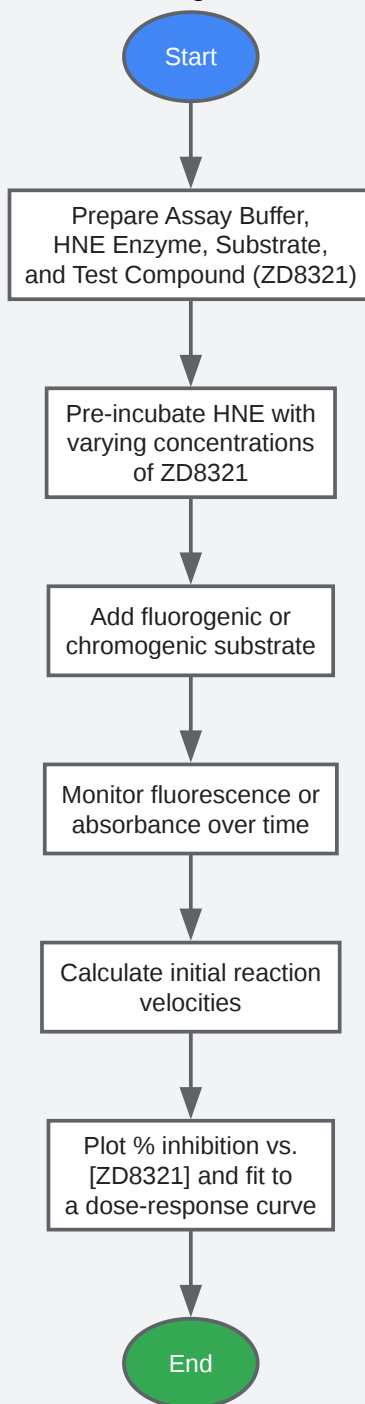 Start
Prepare Assay Buffer,
HNE Enzyme, Substrate,
and Test Compound (ZD8321)
Pre-incubate HNE with
varying concentrations
of ZD8321
Add fluorogenic or
chromogenic substrate
Monitor fluorescence or
absorbance over time
Calculate initial reaction
velocities
Plot % inhibition vs.
[ZD8321] and fit to
a dose-response curve
End